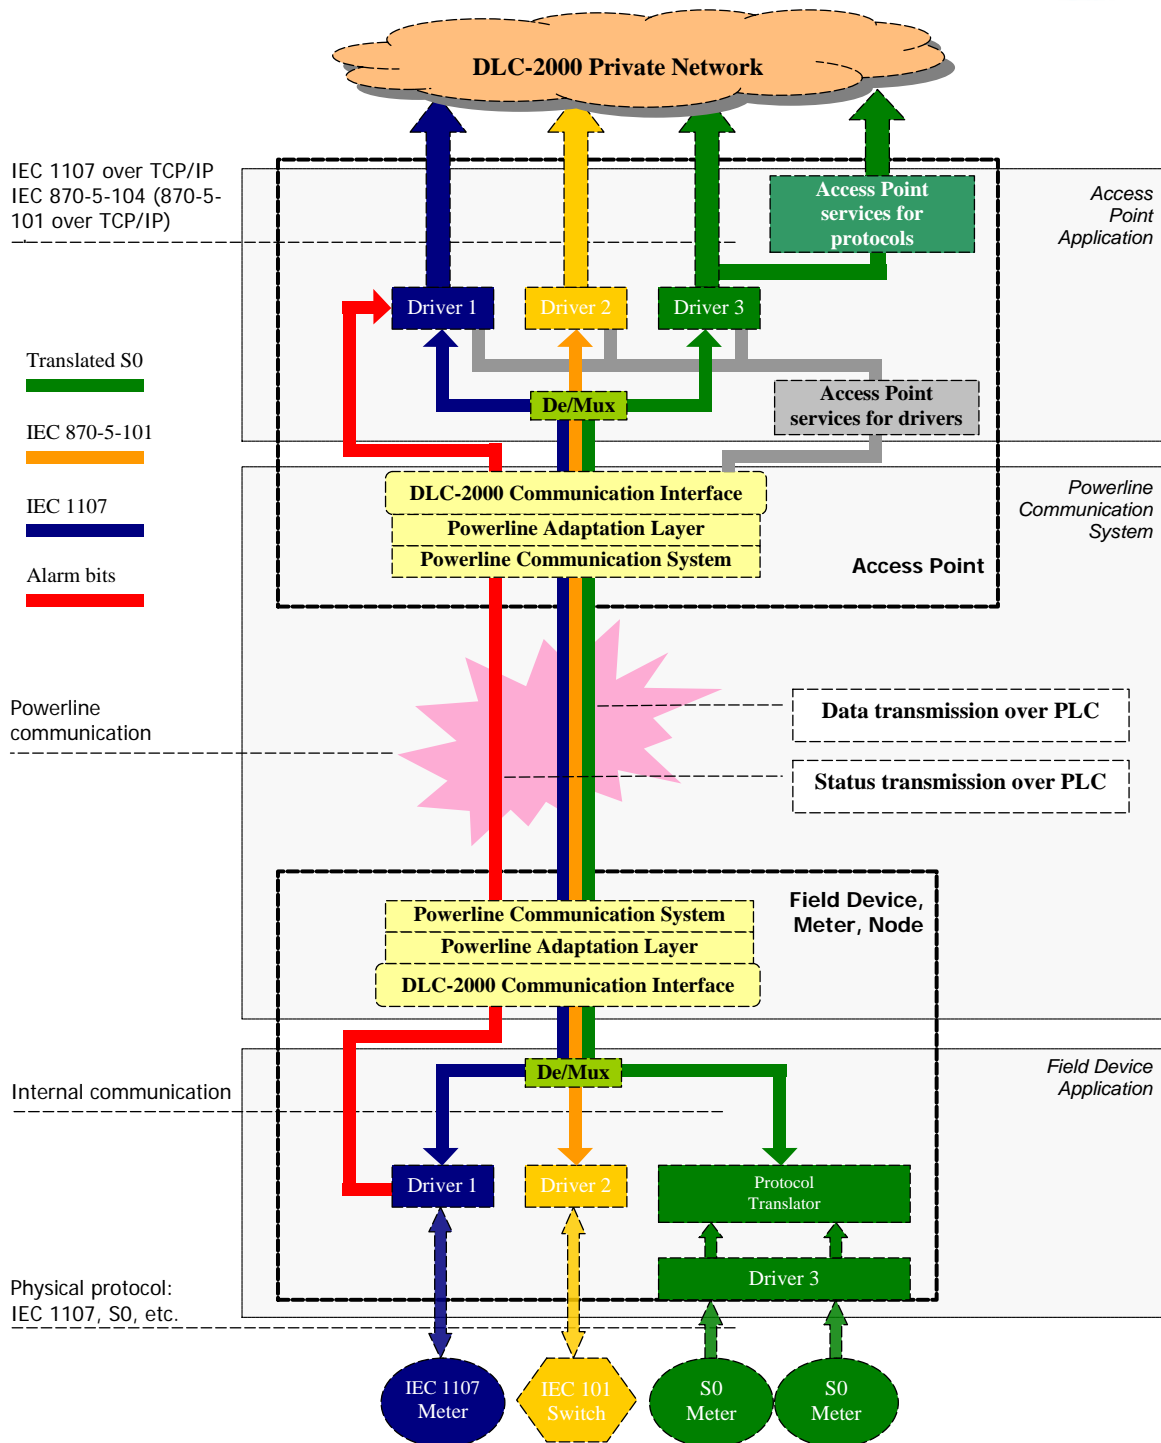 DLC-2000 Private Network
IEC 1107 over TCP/IP
IEC 870-5-104 (870-5-
101 over TCP/IP)
Access Point
services for
protocols
Access
Point
Application
Driver 1
Driver 2
Driver 3
Translated S0
IEC 870-5-101
IEC 1107
Alarm bits
De/Mux
Access Point
services for drivers
DLC-2000 Communication Interface
Powerline Adaptation Layer
Powerline Communication System
Powerline
Communication
System
Access Point
Powerline
communication
Data transmission over PLC
Status transmission over PLC
Field Device,
Meter, Node
Powerline Communication System
Powerline Adaptation Layer
DLC-2000 Communication Interface
De/Mux
Field Device
Application
Internal communication
Driver 1
Driver 2
Protocol
Translator
Driver 3
Physical protocol:
IEC 1107, S0, etc.
IEC 1107
Meter
IEC 101
Switch
S0
Meter
S0
Meter